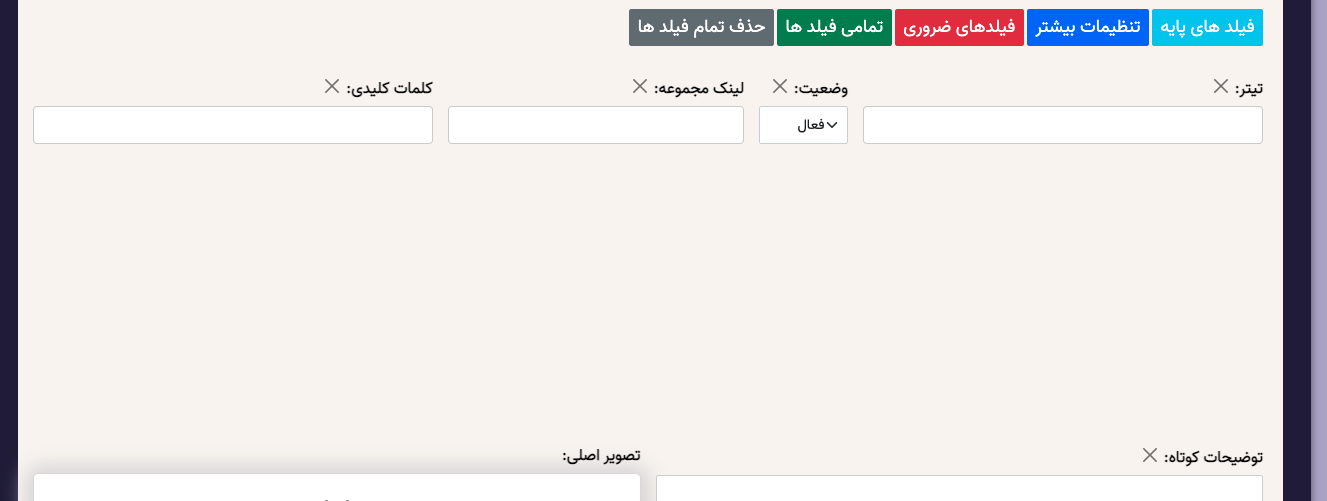 فیلد های پایه تنظیمات بیشتر فیلدهای ضروری تمامی فیلد ها حذف تمام فیلد ها
تیتر: وضعیت: لینک مجموعه: کلمات کلیدی:
فعال
توضیحات کوتاه: تصویر اصلی: